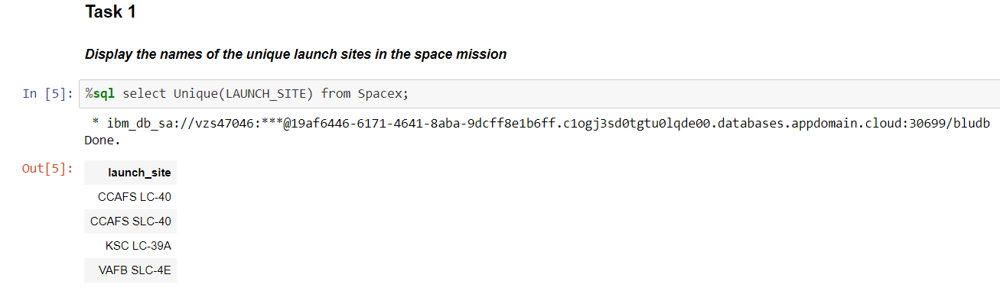 Task 1
Display the names of the unique launch sites in the space mission
In [5]: %sql select Unique(LAUNCH_SITE) from Spacex;
* ibm_db_sa://vzs47046:***@19af6446-6171-4641-8aba-9dcff8e1b6ff.c1ogj3sd0tgtu0lqde00.databases.appdomain.cloud:30699/bludb
Done.
Out[5]: launch_site
CCAFS LC-40
CCAFS SLC-40
KSC LC-39A
VAFB SLC-4E